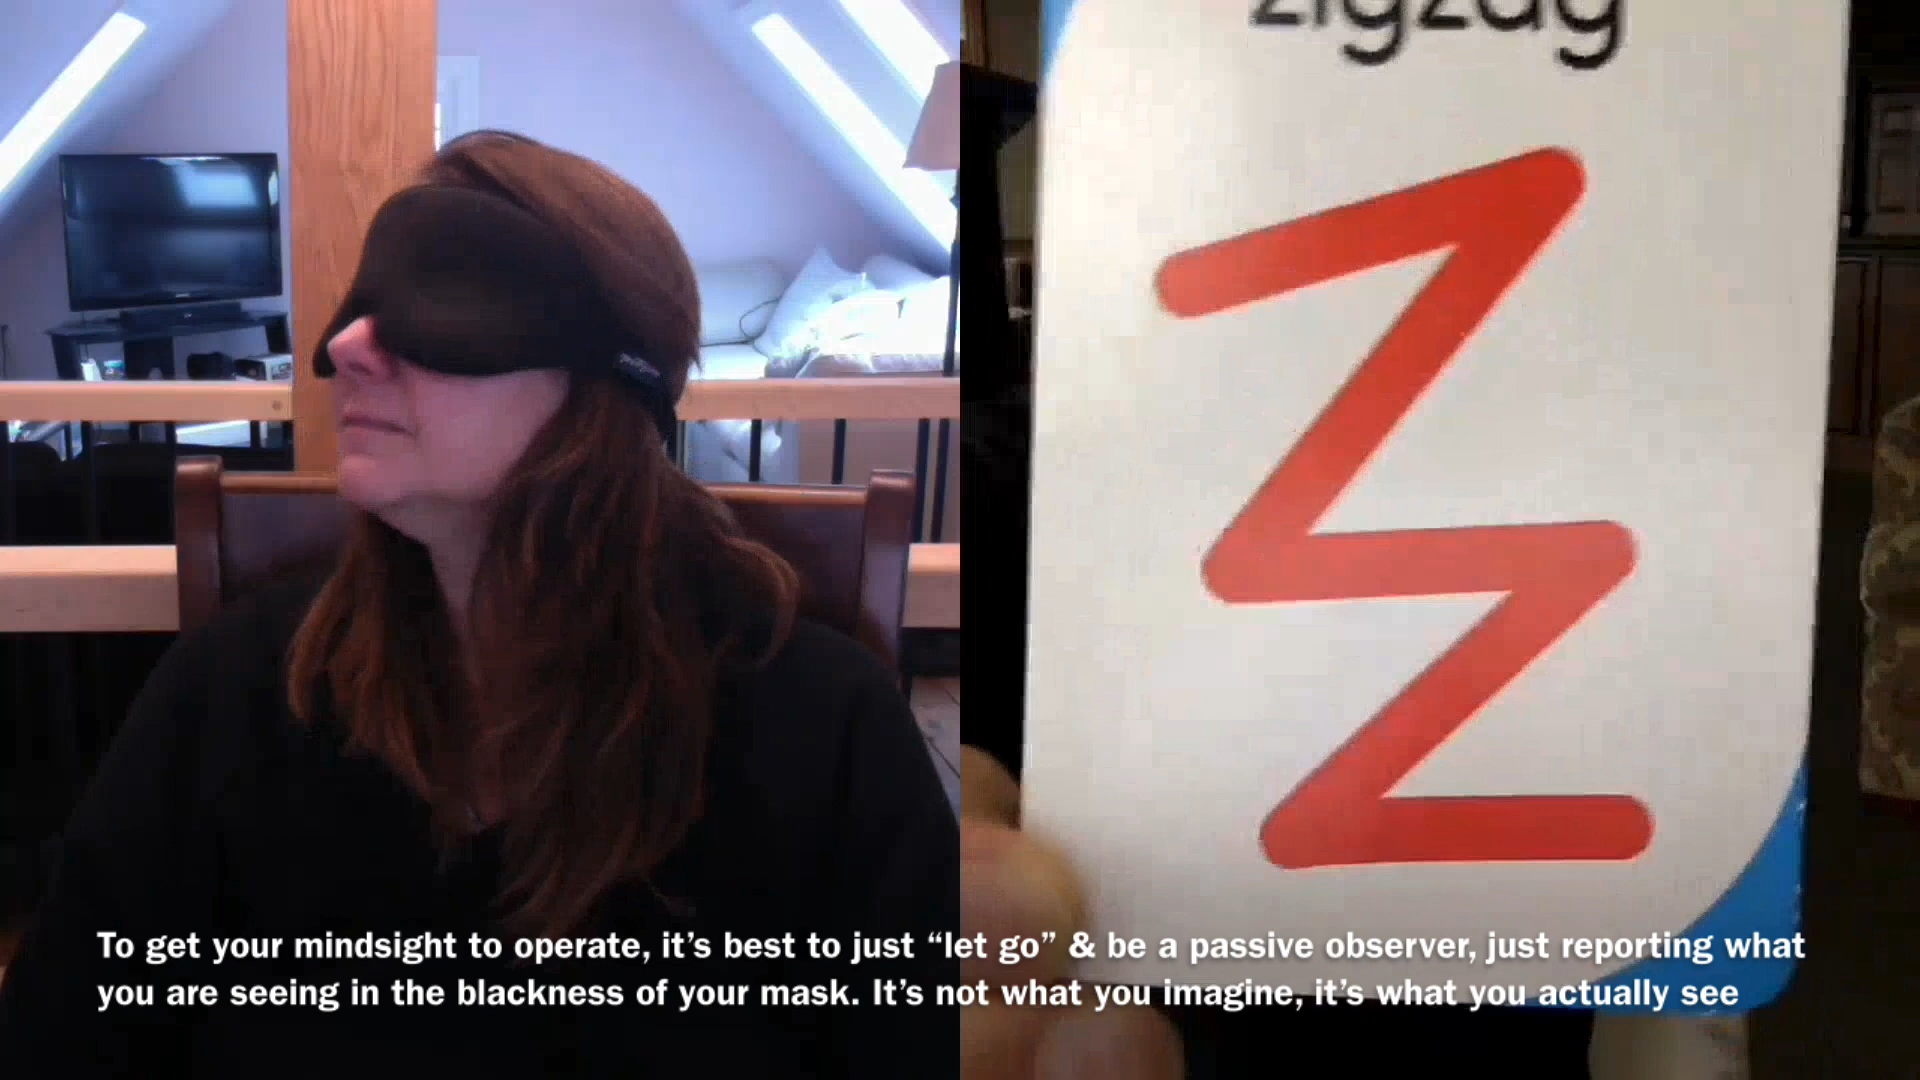 zigzag
To get your mindsight to operate, it’s best to just “let go” & be a passive observer, just reporting what
you are seeing in the blackness of your mask. It’s not what you imagine, it’s what you actually see